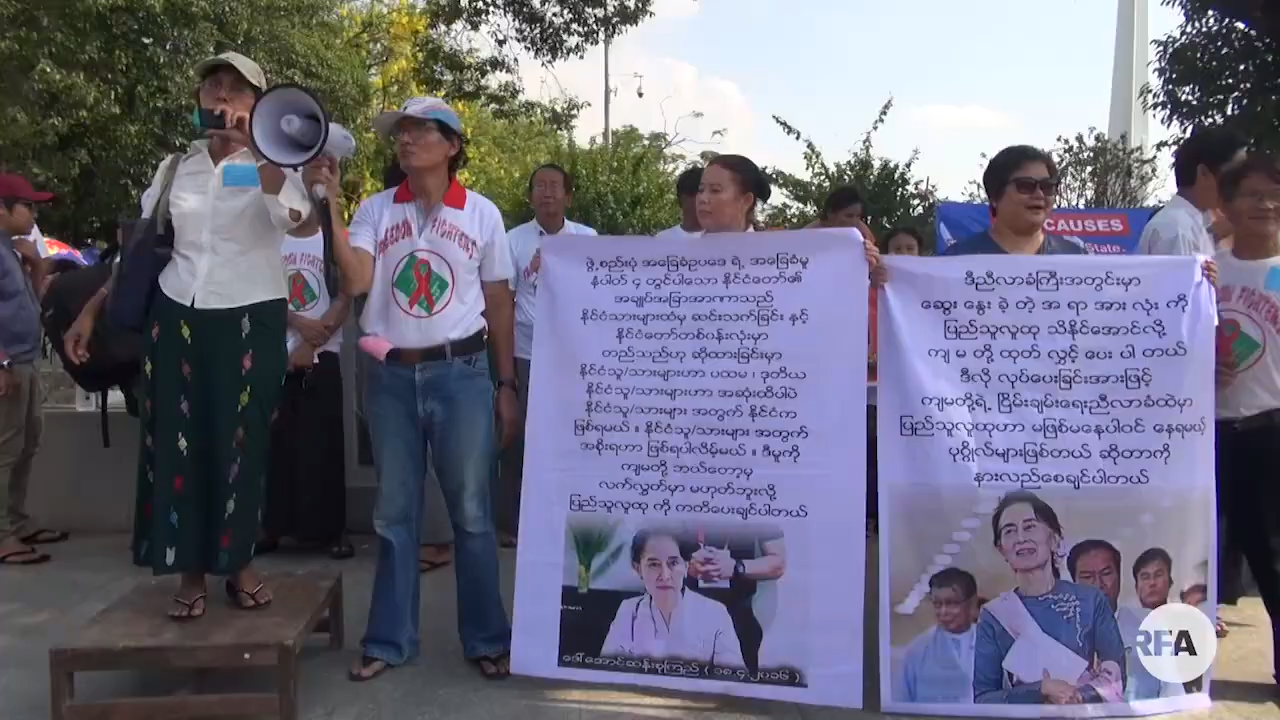 FREEDOM FIGHTERS
ဖွဲ့စည်းပုံ အခြေခံဥပဒေ ရဲ့ အခြေခံမူ
နံပါတ် ၄ တွင်ပါသော နိုင်ငံတော်၏
အချုပ်အခြာအာဏာသည်
နိုင်ငံသားများထံမှ ဆင်းသက်ခြင်း နှင့်
နိုင်ငံတော်တစ်ဝန်းလုံးမှာ
တည်သည်ဟု ဆိုထားခြင်းမှာ
နိုင်ငံသူ/သားများဟာ ပထမ ၊ ဒုတိယ
နိုင်ငံသူ/သားများဟာ အဆုံးထိပါပဲ
နိုင်ငံသူ/သားများ အတွက် နိုင်ငံက
ဖြစ်ရမယ် ။ နိုင်ငံသူ/သားများ အတွက်
အစိုးရဟာ ဖြစ်ရပါလိမ့်မယ် ။ ဒီမူကို
ကျမတို့ ဘယ်တော့မှ
လက်လွှတ်မှာ မဟုတ်ဘူးလို့
ပြည်သူလူထု ကို ကတိပေးချင်ပါတယ်
ဒေါ်အောင်ဆန်းစုကြည် ( ၁၈.၄.၂၀၁၆ )
CAUSES
State.
ဒီညီလာခံကြီးအတွင်းမှာ
ဆွေး နွေး ခဲ့ တဲ့ အ ရာ အား လုံး ကို
ပြည်သူလူထု သိနိုင်အောင်လို့
ကျ မ တို့ ထုတ် လွှင့် ပေး ပါ တယ်
ဒီလို လုပ်ပေးခြင်းအားဖြင့်
ကျမတို့ရဲ့ ငြိမ်းချမ်းရေးညီလာခံထဲမှာ
ပြည်သူလူထုဟာ မဖြစ်မနေပါဝင် နေရမယ့်
ပုဂ္ဂိုလ်များဖြစ်တယ် ဆိုတာကို
နားလည်စေချင်ပါတယ်
RFA